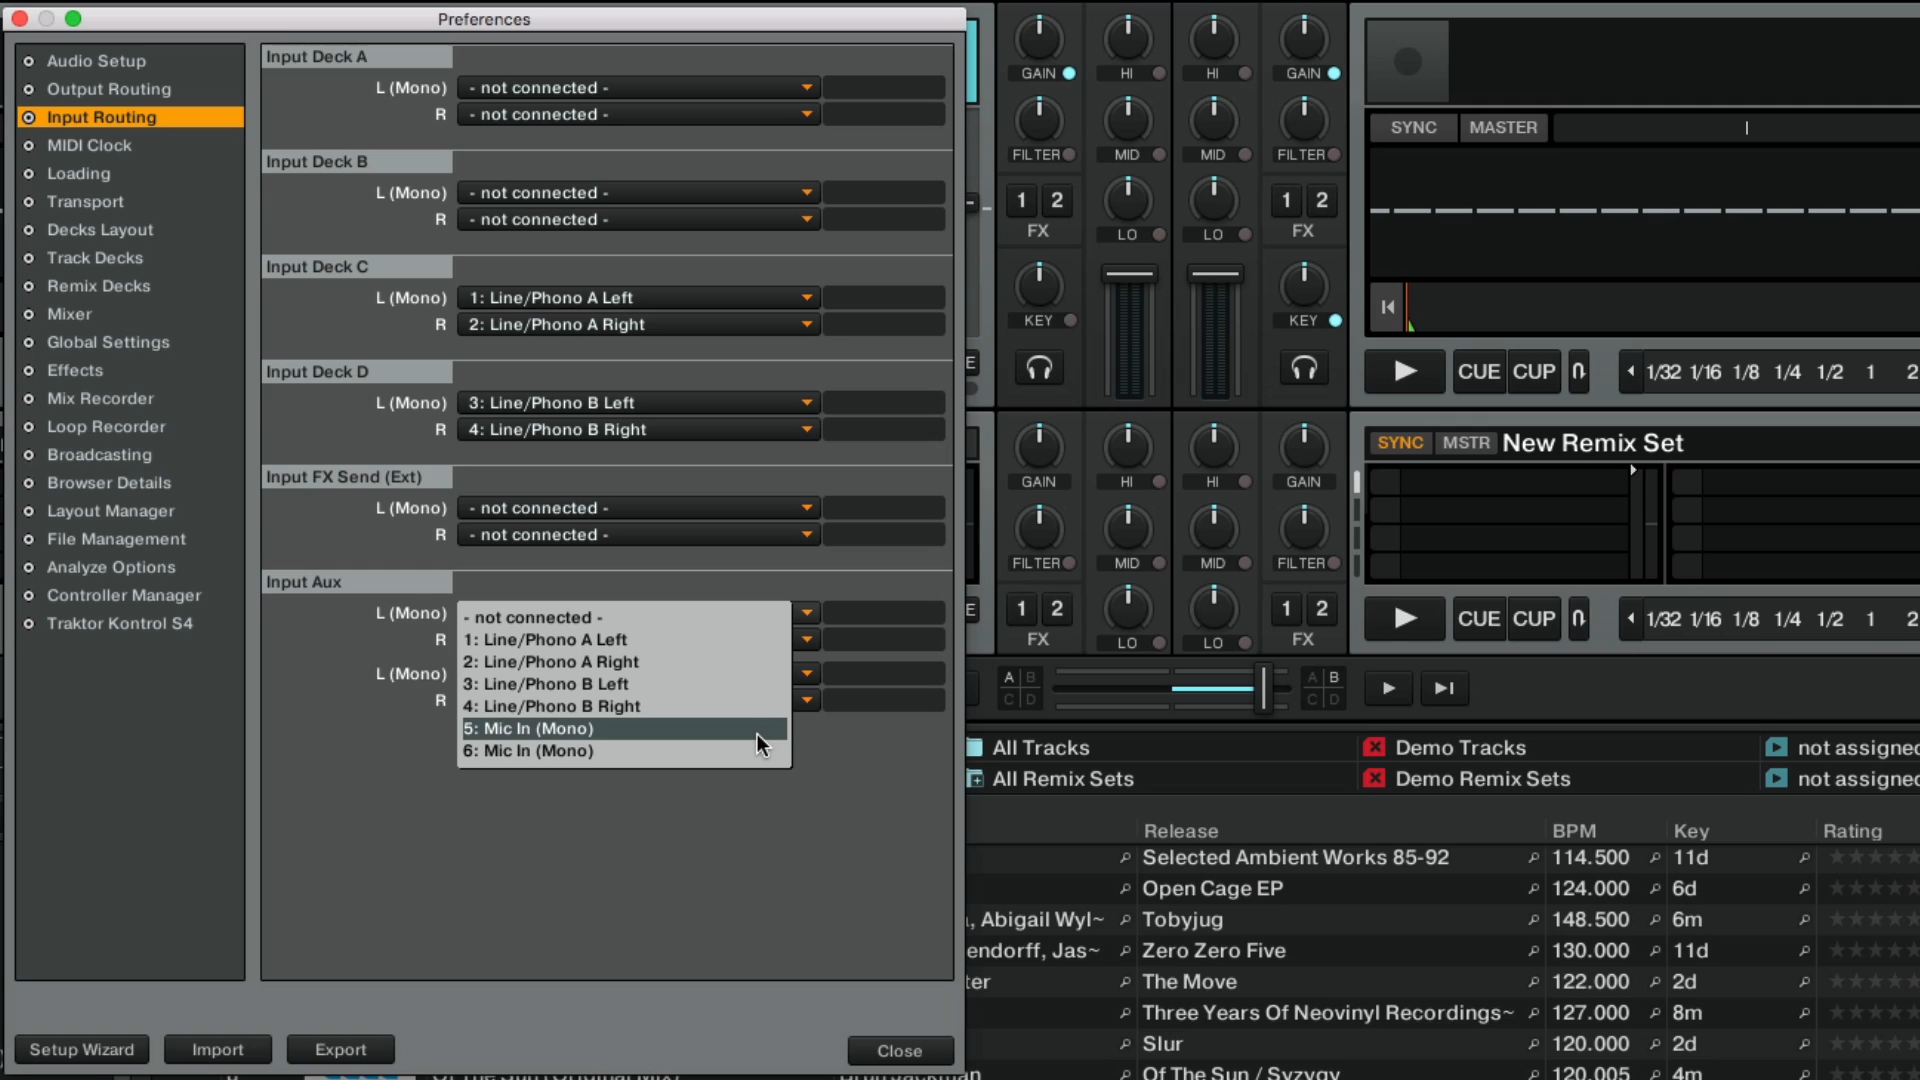 Preferences
Audio Setup
Output Routing
Input Routing
MIDI Clock
Loading
Transport
Decks Layout
Track Decks
Remix Decks
Mixer
Global Settings
Effects
Mix Recorder
Loop Recorder
Broadcasting
Browser Details
Layout Manager
File Management
Analyze Options
Controller Manager
Traktor Kontrol S4
Input Deck A
L (Mono) - not connected -
R - not connected -
Input Deck B
L (Mono) - not connected -
R - not connected -
Input Deck C
L (Mono) 1: Line/Phono A Left
R 2: Line/Phono A Right
Input Deck D
L (Mono) 3: Line/Phono B Left
R 4: Line/Phono B Right
Input FX Send (Ext)
L (Mono) - not connected -
R - not connected -
Input Aux
L (Mono)
R
L (Mono)
R
- not connected -
1: Line/Phono A Left
2: Line/Phono A Right
3: Line/Phono B Left
4: Line/Phono B Right
5: Mic In (Mono)
6: Mic In (Mono)
Setup Wizard Import Export Close
GAIN HI HI GAIN
FILTER MID MID FILTER
1 2 1 2
FX LO LO FX
KEY KEY
SYNC MASTER
CUE CUP 1/32 1/16 1/8 1/4 1/2 1 2
E
GAIN HI HI GAIN
FILTER MID MID FILTER
1 2 1 2
FX LO LO FX
SYNC MSTR New Remix Set
CUE CUP 1/32 1/16 1/8 1/4 1/2 1 2
E
A B A B
C D C D
All Tracks Demo Tracks not assigned
All Remix Sets Demo Remix Sets not assigned
Release BPM Key Rating
Selected Ambient Works 85-92 114.500 11d
Open Cage EP 124.000 6d
, Abigail Wyl~ Tobyjug 148.500 6m
endorff, Jas~ Zero Zero Five 130.000 11d
ter The Move 122.000 2d
Three Years Of Neovinyl Recordings~ 127.000 8m
Slur 120.000 2d
Of The Sun / Syzygy 120.005 4m